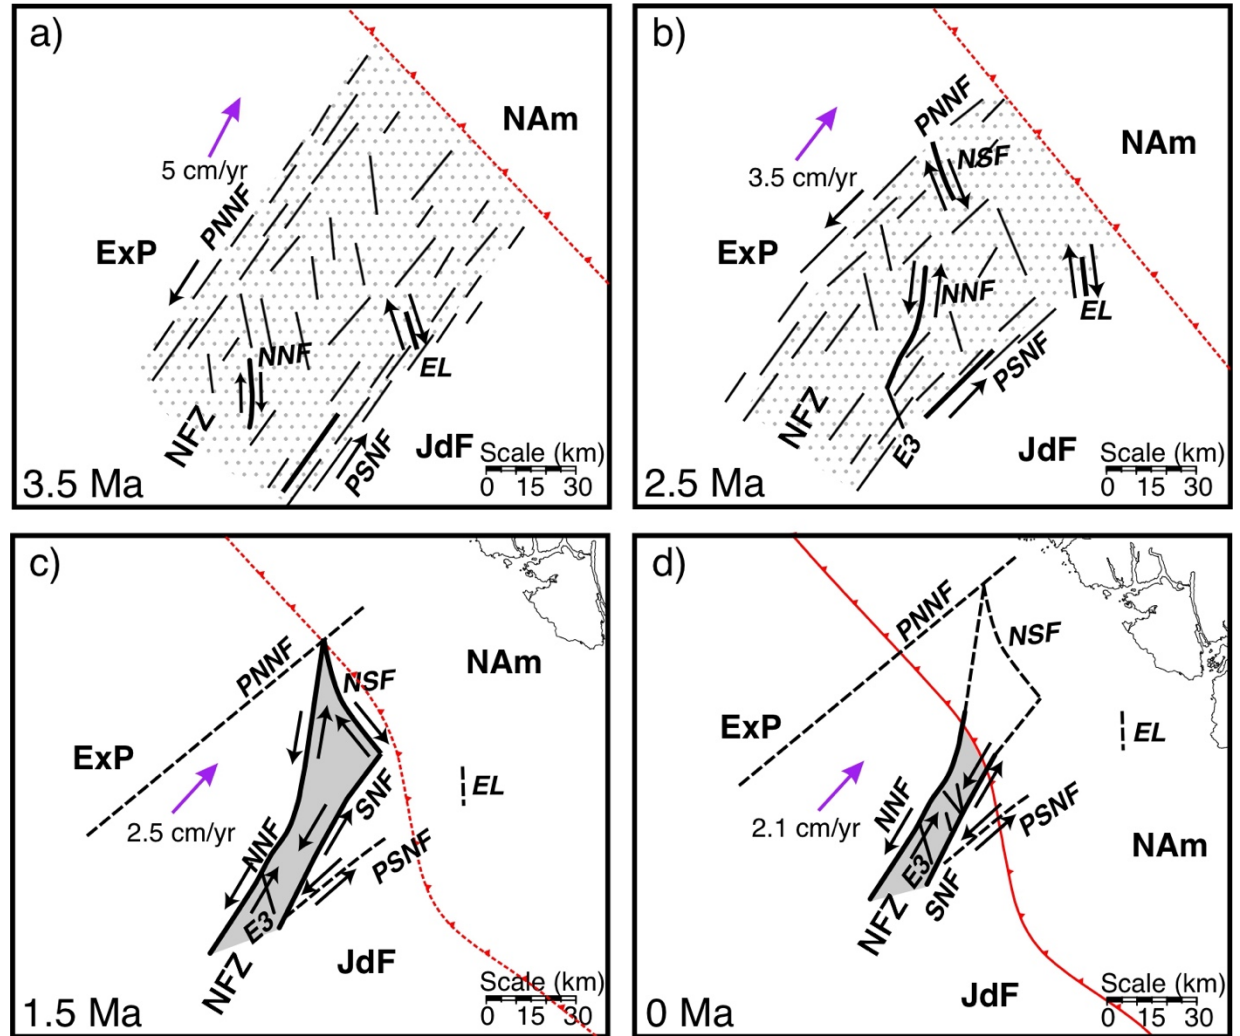 a)
NAm
5 cm/yr
PNNF
ExP
NNF
EL
NFZ
PSNF
JdF
Scale (km)
0 15 30
3.5 Ma
b)
PNNF
NAm
NSF
3.5 cm/yr
ExP
NNF
EL
PSNF
NFZ
E3
JdF
Scale (km)
0 15 30
2.5 Ma
c)
PNNF
NAm
NSF
ExP
EL
2.5 cm/yr
SNF
NNF
PSNF
E3
NFZ
JdF
Scale (km)
0 15 30
1.5 Ma
d)
PNNF
NSF
ExP
EL
2.1 cm/yr
NNF
PSNF
NAm
E3
SNF
NFZ
JdF
Scale (km)
0 15 30
0 Ma